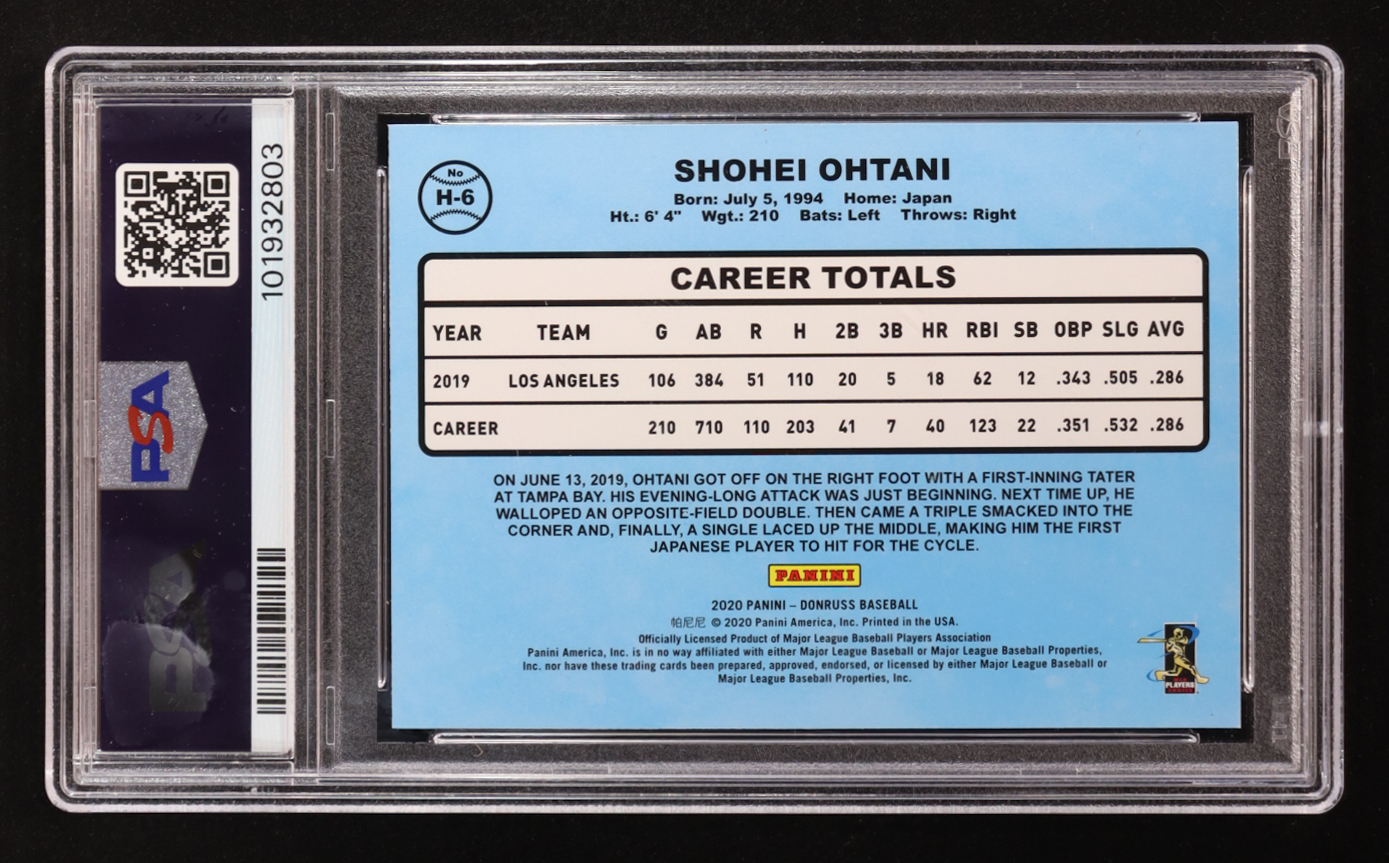 101932803
PSA
No
H-6
SHOHEI OHTANI
Born: July 5, 1994 Home: Japan
Ht.: 6' 4" Wgt.: 210 Bats: Left Throws: Right
CAREER TOTALS
YEAR TEAM G AB R H 2B 3B HR RBI SB OBP SLG AVG
2019 LOS ANGELES 106 384 51 110 20 5 18 62 12 .343 .505 .286
CAREER 210 710 110 203 41 7 40 123 22 .351 .532 .286
ON JUNE 13, 2019, OHTANI GOT OFF ON THE RIGHT FOOT WITH A FIRST-INNING TATER
AT TAMPA BAY. HIS EVENING-LONG ATTACK WAS JUST BEGINNING. NEXT TIME UP, HE
WALLOPED AN OPPOSITE-FIELD DOUBLE. THEN CAME A TRIPLE SMACKED INTO THE
CORNER AND, FINALLY, A SINGLE LACED UP THE MIDDLE, MAKING HIM THE FIRST
JAPANESE PLAYER TO HIT FOR THE CYCLE.
PANINI
2020 PANINI – DONRUSS BASEBALL
帕尼尼 © 2020 Panini America, Inc. Printed in the USA.
Officially Licensed Product of Major League Baseball Players Association
Panini America, Inc. is in no way affiliated with either Major League Baseball or Major League Baseball Properties,
Inc. nor have these trading cards been prepared, approved, endorsed, or licensed by either Major League Baseball or
Major League Baseball Properties, Inc.
PLAYERS
PSA